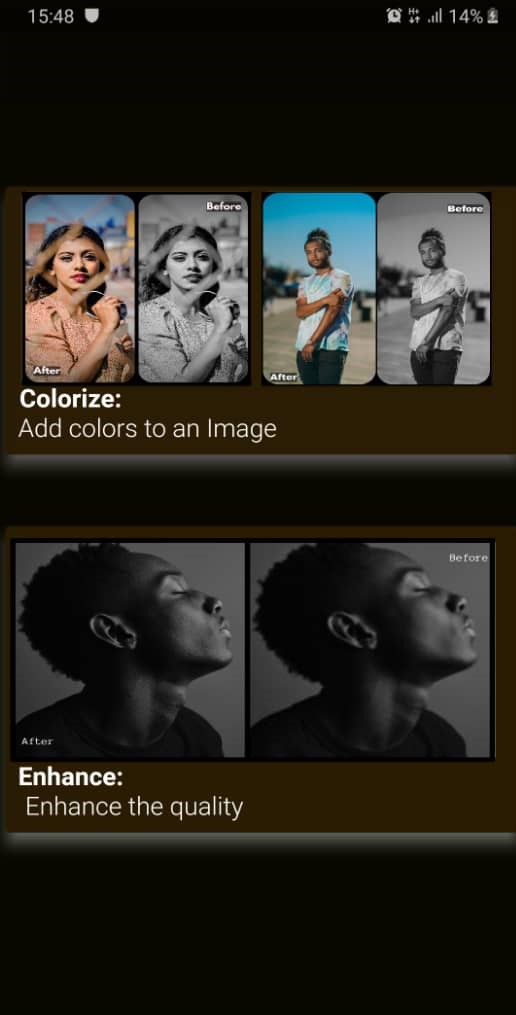 15:48
H+ 14%
Before
Before
After
After
Colorize:
Add colors to an Image
Before
After
Enhance:
Enhance the quality